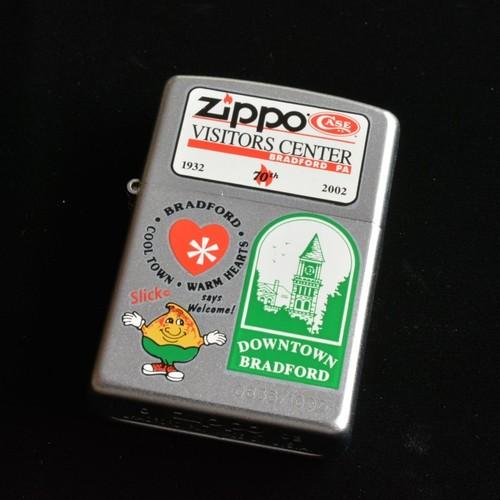 Zippo CASE
VISITORS CENTER
BRADFORD PA
1932 70th 2002
BRADFORD
COOL TOWN • WARM HEARTS
Slick
says
Welcome!
DOWNTOWN
BRADFORD